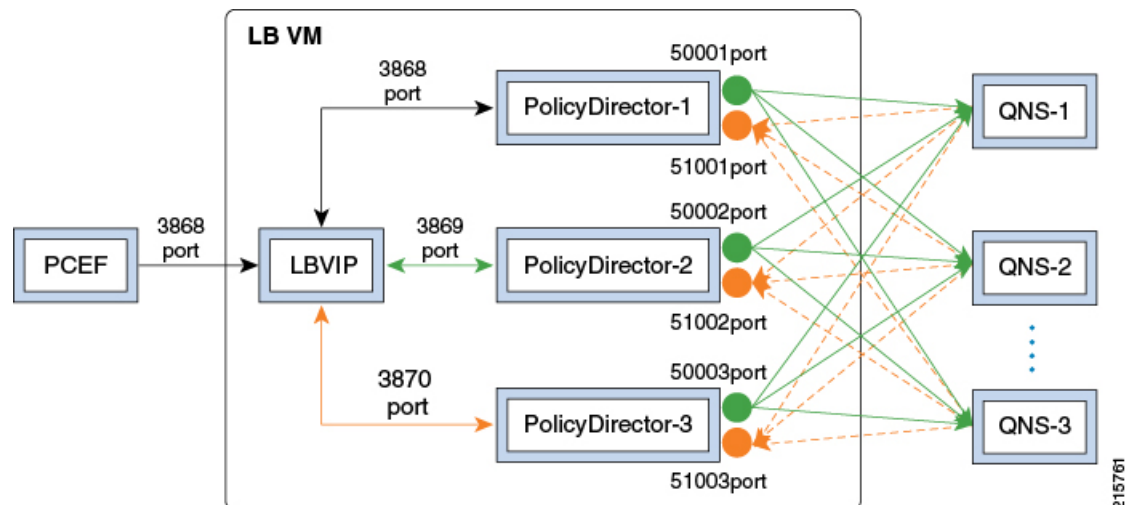 LB VM
50001port
3868
port
PolicyDirector-1
QNS-1
51001port
50002port
3868
port
3869
port
PCEF
LBVIP
PolicyDirector-2
QNS-2
51002port
50003port
3870
port
PolicyDirector-3
QNS-3
51003port
215761